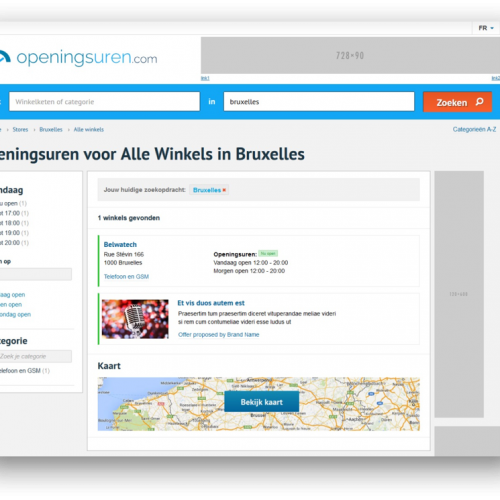 FR
openingsuren.com
728×90
Winkelketen of categorie
in
bruxelles
Zoeken
› Stores › Bruxelles › Alle winkels
Categorieën A-Z
eningsuren voor Alle Winkels in Bruxelles
ndaag
u open (1)
t 17:00 (1)
t 18:00 (1)
t 19:00 (1)
t 20:00 (1)
n op
aag open
en open
ondag open
tegorie
Zoek je categorie
elefoon en GSM (1)
Jouw huidige zoekopdracht:
Bruxelles
1 winkels gevonden
Belwatech
Rue Stévin 166
1000 Bruxelles
Telefoon en GSM
Openingsuren: Nu open
Vandaag open 12:00 - 20:00
Morgen open 12:00 - 20:00
Et vis duos autem est
Praesertim tum praesertim diceret vituperandae meliae videri
si rem cum contumeliae videri esse ludus ut
Offer proposed by Brand Name
Kaart
Bekijk kaart